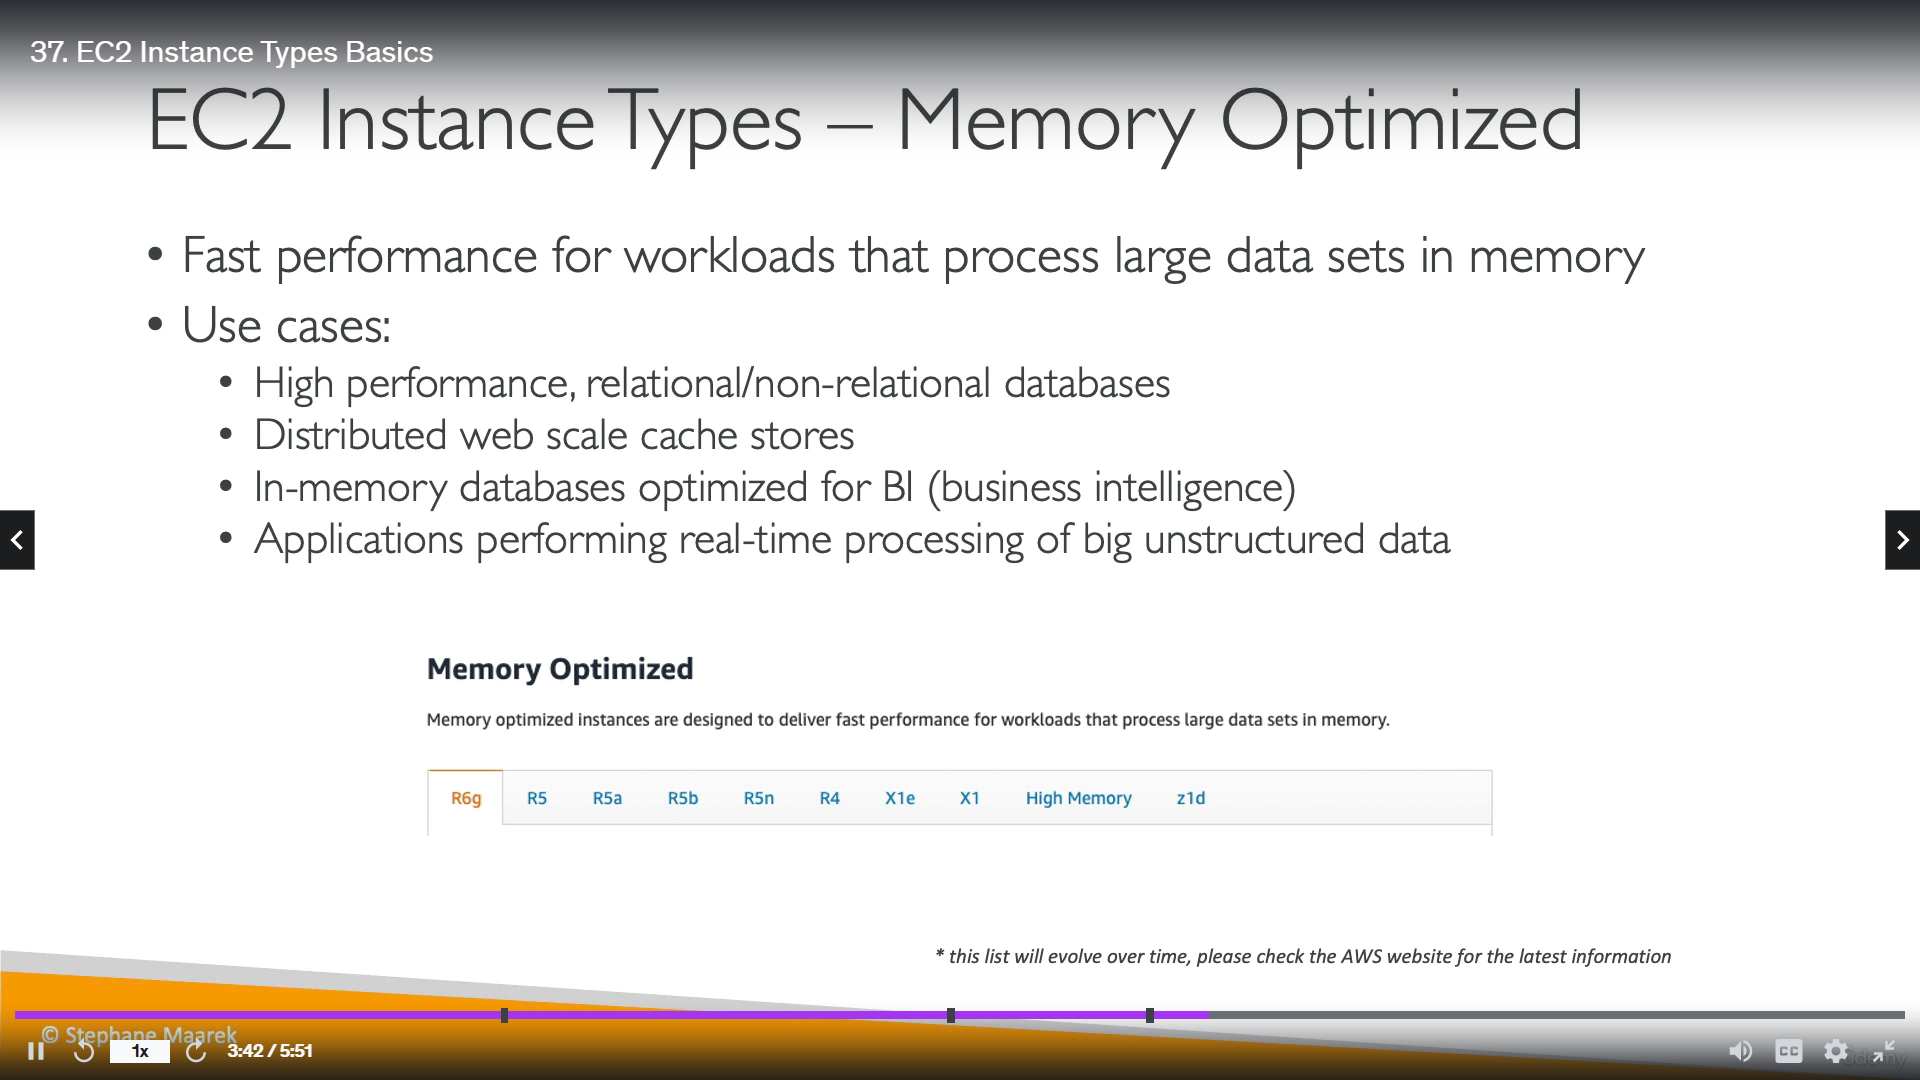 37. EC2 Instance Types Basics
EC2 Instance Types – Memory Optimized
• Fast performance for workloads that process large data sets in memory
• Use cases:
• High performance, relational/non-relational databases
• Distributed web scale cache stores
• In-memory databases optimized for BI (business intelligence)
• Applications performing real-time processing of big unstructured data
Memory Optimized
Memory optimized instances are designed to deliver fast performance for workloads that process large data sets in memory.
R6g R5 R5a R5b R5n R4 X1e X1 High Memory z1d
* this list will evolve over time, please check the AWS website for the latest information
© Stephane Maarek
1x 3:42 / 5:51 CC